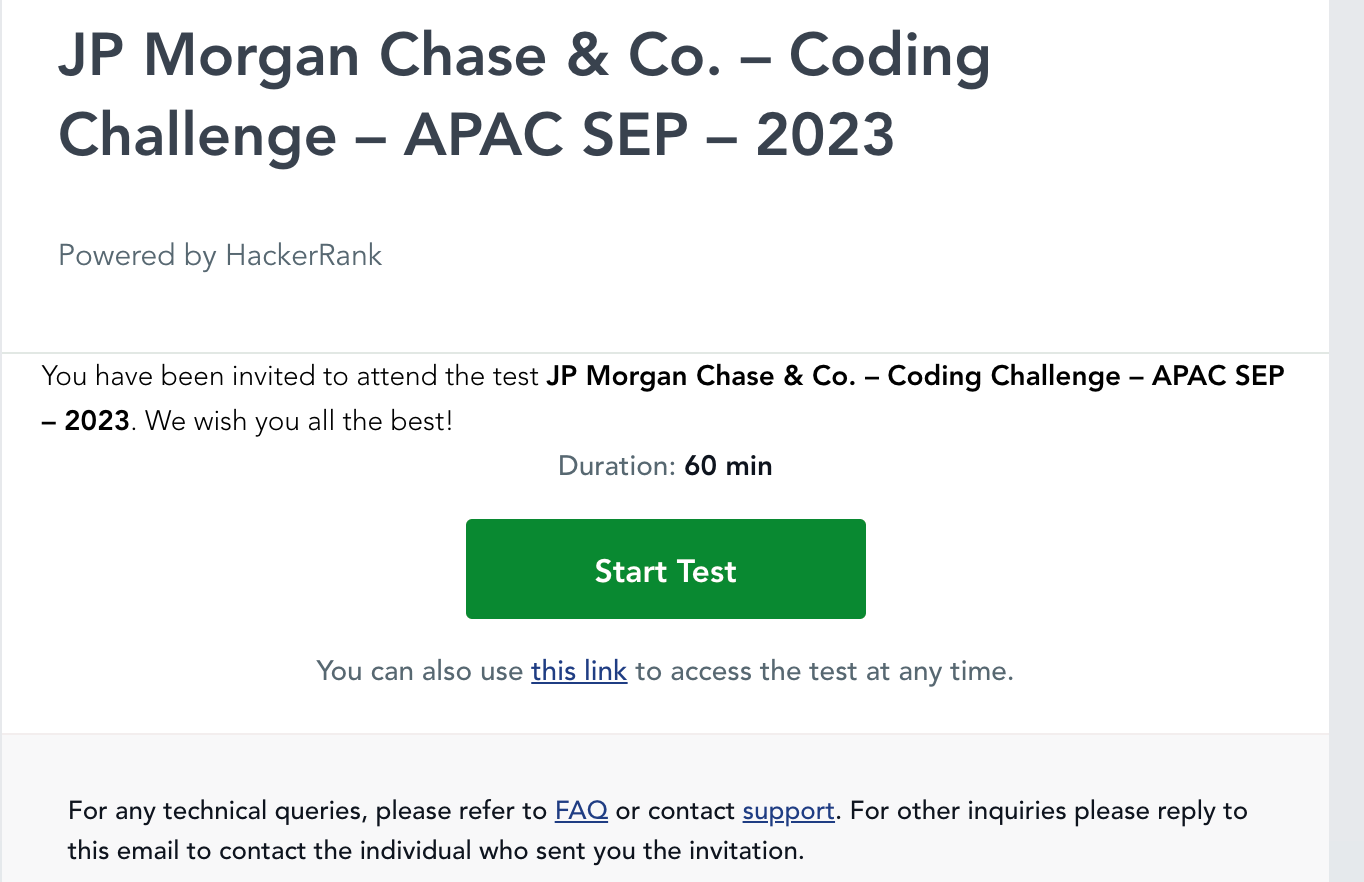 JP Morgan Chase & Co. – Coding
Challenge – APAC SEP – 2023
Powered by HackerRank
You have been invited to attend the test JP Morgan Chase & Co. – Coding Challenge – APAC SEP
– 2023. We wish you all the best!
Duration: 60 min
Start Test
You can also use this link to access the test at any time.
For any technical queries, please refer to FAQ or contact support. For other inquiries please reply to
this email to contact the individual who sent you the invitation.